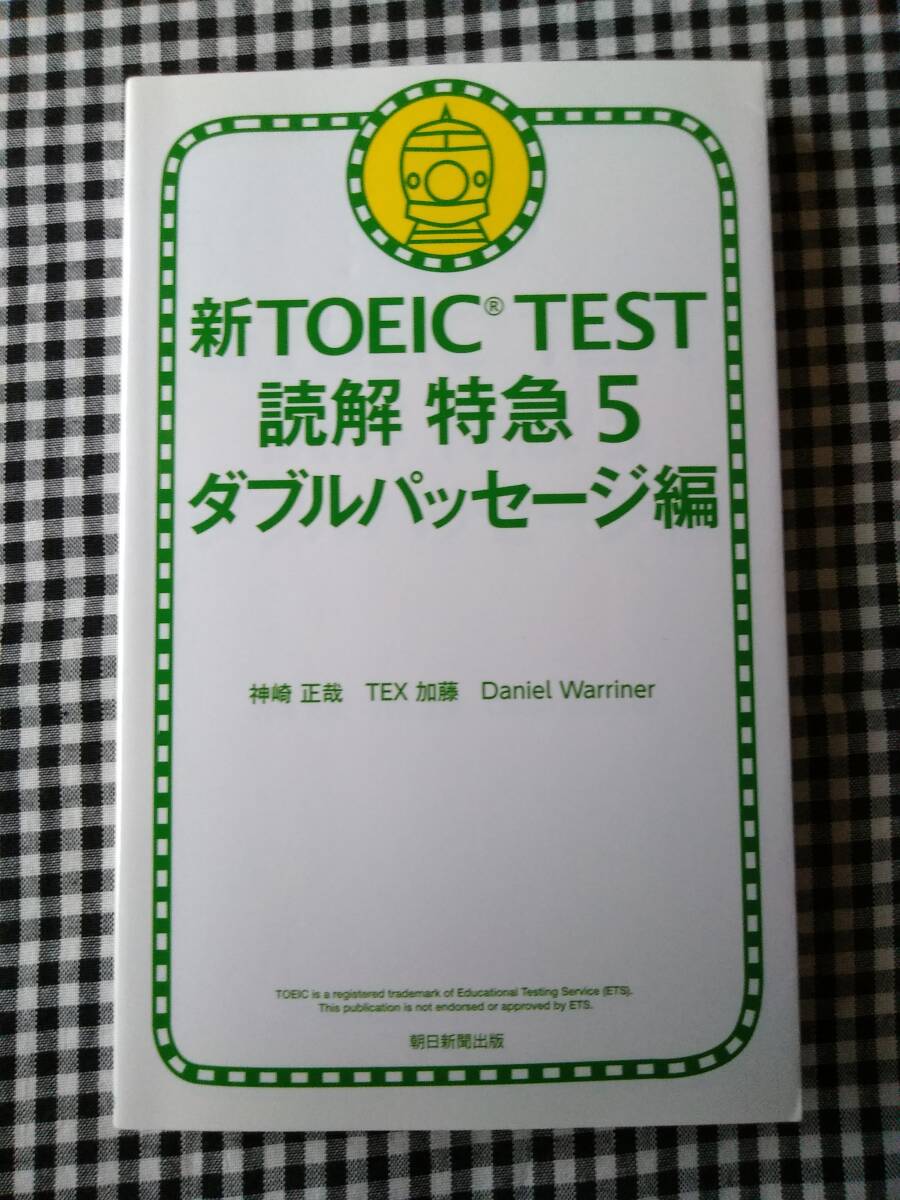 新TOEIC® TEST
読解 特急 5
ダブルパッセージ編
神崎 正哉 TEX 加藤 Daniel Warriner
TOEIC is a registered trademark of Educational Testing Service (ETS).
This publication is not endorsed or approved by ETS.
朝日新聞出版